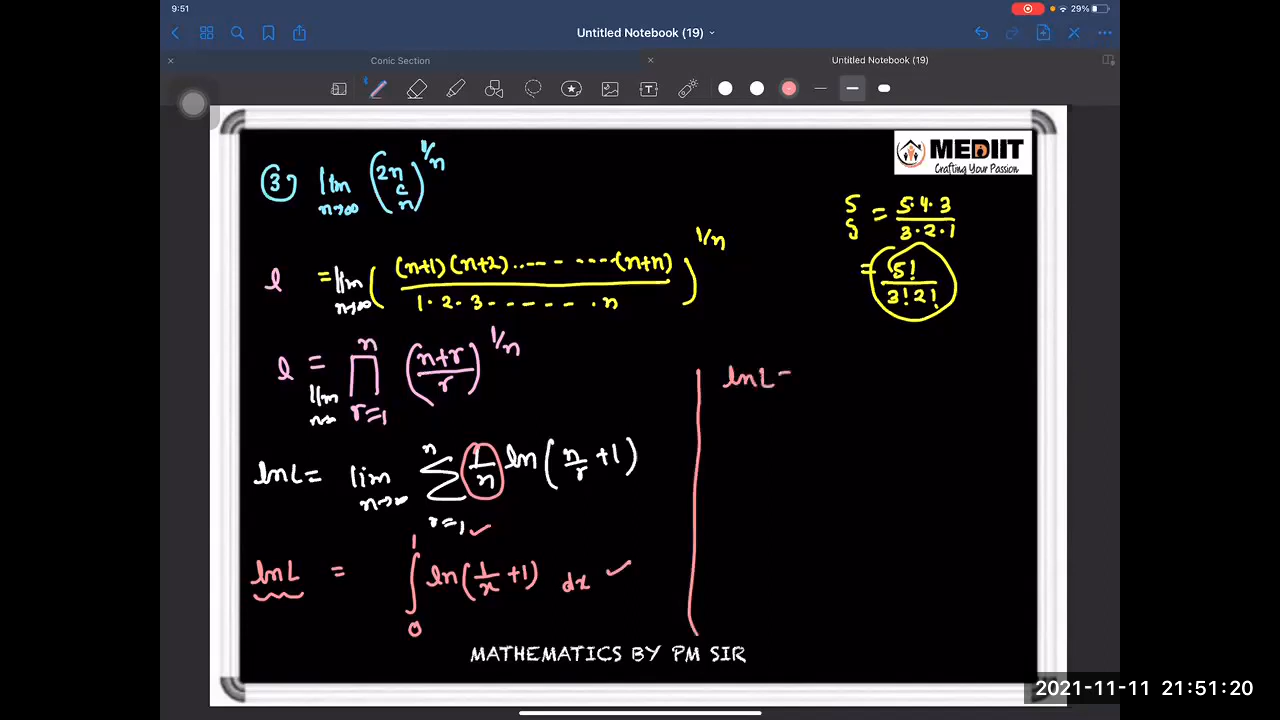 9:51
29%
Untitled Notebook (19)
Conic Section
Untitled Notebook (19)
MEDIIT
Crafting Your Passion
③ lim n→∞ (2n C n)^1/n
l = lim n→∞ ( (n+1)(n+2)..--- - ----(n+n) / 1·2·3------·n )^1/n
l = lim n→∞ ∏ r=1 n ( n+r / r )^1/n
lnL = lim n→∞ Σ r=1 n 1/n ln( n/r +1)
lnL = ∫ 0 1 ln( 1/x +1) dx
5 C 3 = 5·4·3 / 3·2·1
= 5! / 3!2!
lnL =
MATHEMATICS BY PM SIR
2021-11-11 21:51:20